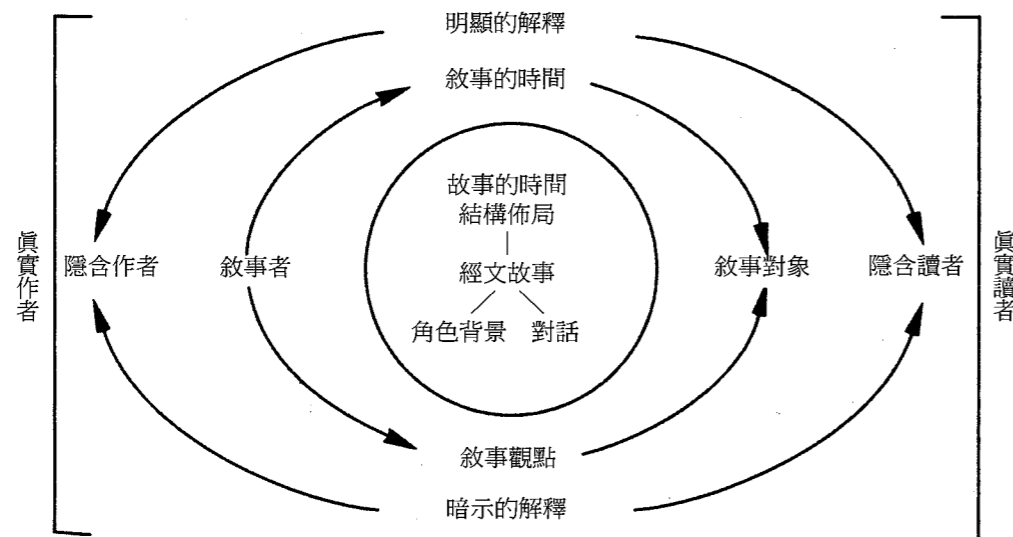 明顯的解釋
敘事的時間
故事的時間
結構佈局
眞實作者
隱含作者
敘事者
經文故事
敘事對象
隱含讀者
眞實讀者
角色背景 對話
敘事觀點
暗示的解釋